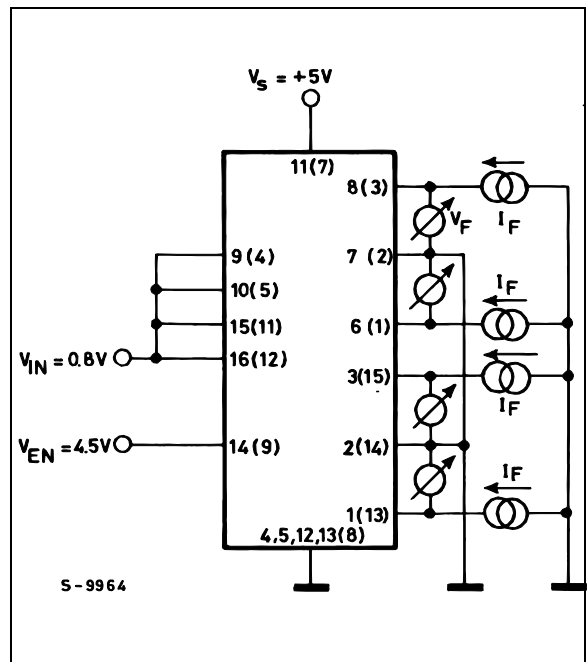 Vs = +5V
11(7)
8(3)
IF
VF
9(4)
7 (2)
10(5)
IF
15(11)
6(1)
IF
VIN = 0.8V
16(12)
3(15)
VEN = 4.5V
14(9)
2(14)
IF
1(13)
4,5,12,13(8)
S-9964